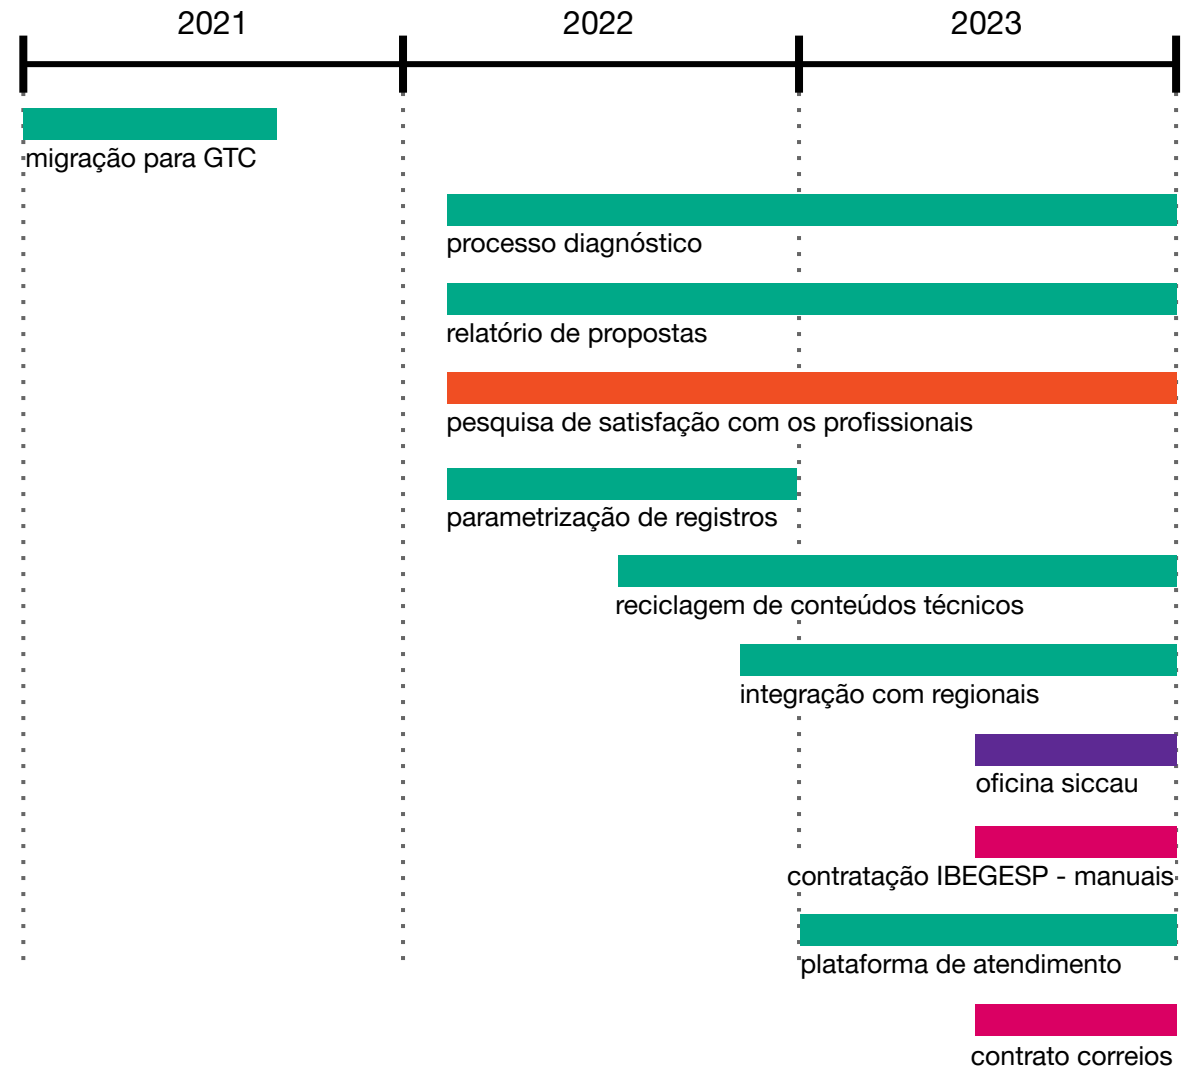 2021 2022 2023
migração para GTC
processo diagnóstico
relatório de propostas
pesquisa de satisfação com os profissionais
parametrização de registros
reciclagem de conteúdos técnicos
integração com regionais
oficina siccau
contratação IBEGESP - manuais
plataforma de atendimento
contrato correios